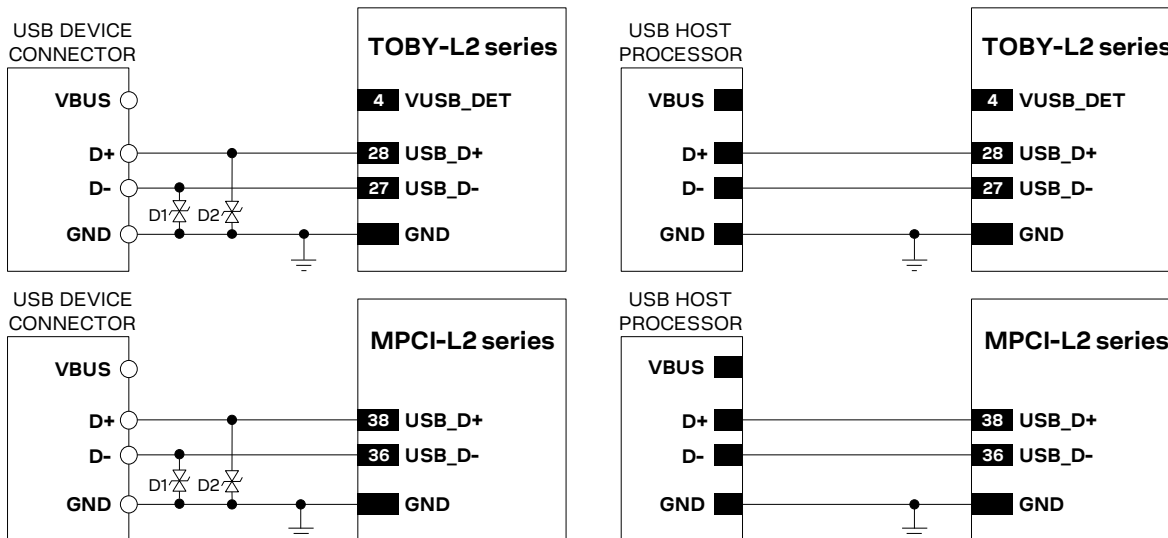 USB DEVICE
CONNECTOR
TOBY-L2 series
VBUS
4 VUSB_DET
D+
28 USB_D+
D-
27 USB_D-
D1
D2
GND
GND
USB HOST
PROCESSOR
TOBY-L2 series
VBUS
4 VUSB_DET
D+
28 USB_D+
D-
27 USB_D-
GND
GND
USB DEVICE
CONNECTOR
MPCI-L2 series
VBUS
D+
38 USB_D+
D-
36 USB_D-
D1
D2
GND
GND
USB HOST
PROCESSOR
MPCI-L2 series
VBUS
D+
38 USB_D+
D-
36 USB_D-
GND
GND